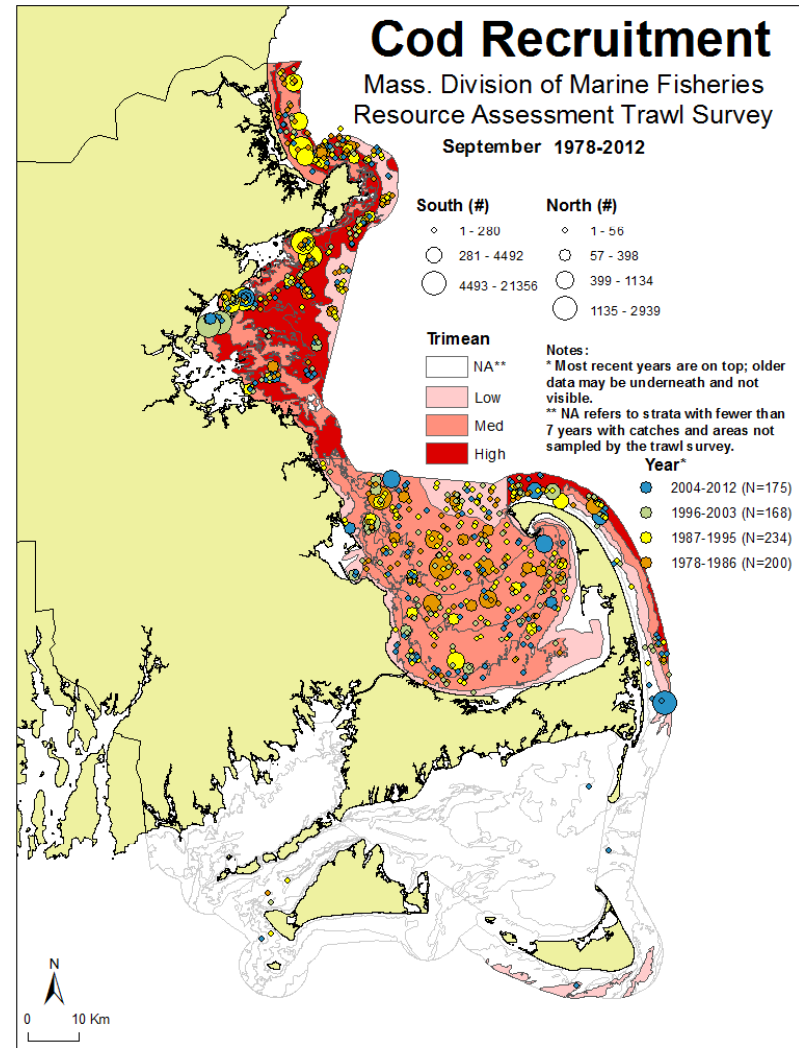 Cod Recruitment
Mass. Division of Marine Fisheries
Resource Assessment Trawl Survey
September 1978-2012
South (#)
1 - 280
281 - 4492
4493 - 21356
North (#)
1 - 56
57 - 398
399 - 1134
1135 - 2939
Trimean
NA**
Low
Med
High
Notes:
* Most recent years are on top; older
data may be underneath and not
visible.
** NA refers to strata with fewer than
7 years with catches and areas not
sampled by the trawl survey.
Year*
2004-2012 (N=175)
1996-2003 (N=168)
1987-1995 (N=234)
1978-1986 (N=200)
N
0 10 Km